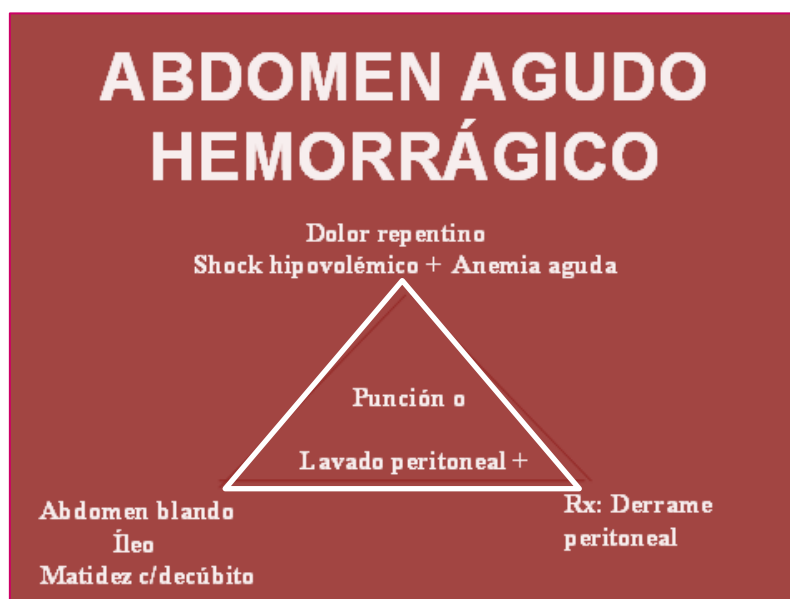 ABDOMEN AGUDO
HEMORRÁGICO
Dolor repentino
Shock hipovolémico + Anemia aguda
Punción o
Lavado peritoneal +
Abdomen blando
Íleo
Matidez c/decúbito
Rx: Derrame
peritoneal